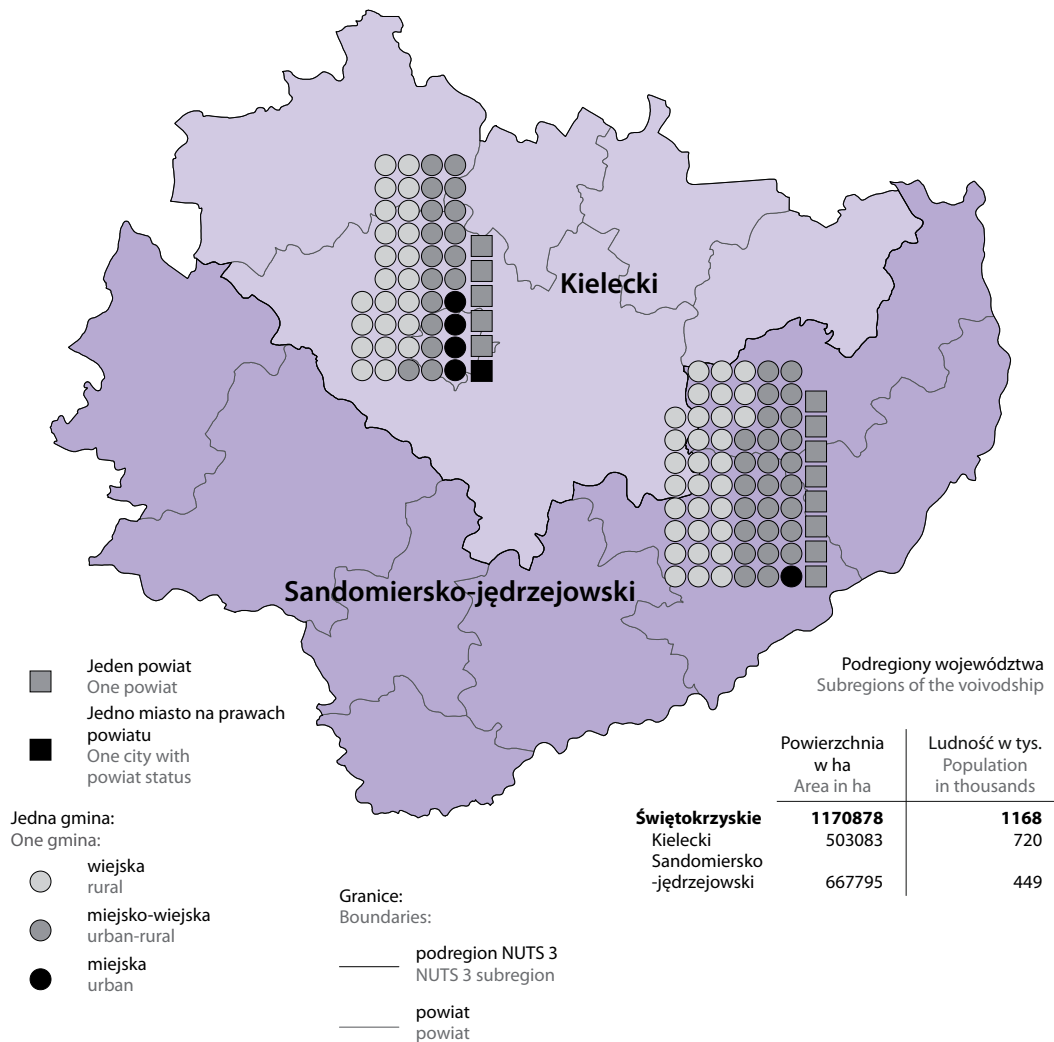 Kielecki
Sandomiersko-jędrzejowski
Jeden powiat
One powiat
Jedno miasto na prawach
powiatu
One city with
powiat status
Jedna gmina:
One gmina:
wiejska
rural
miejsko-wiejska
urban-rural
miejska
urban
Granice:
Boundaries:
podregion NUTS 3
NUTS 3 subregion
powiat
powiat
Podregiony województwa
Subregions of the voivodship
Powierzchnia
w ha
Area in ha
Ludność w tys.
Population
in thousands
Świętokrzyskie 1170878 1168
Kielecki 503083 720
Sandomiersko
-jędrzejowski 667795 449